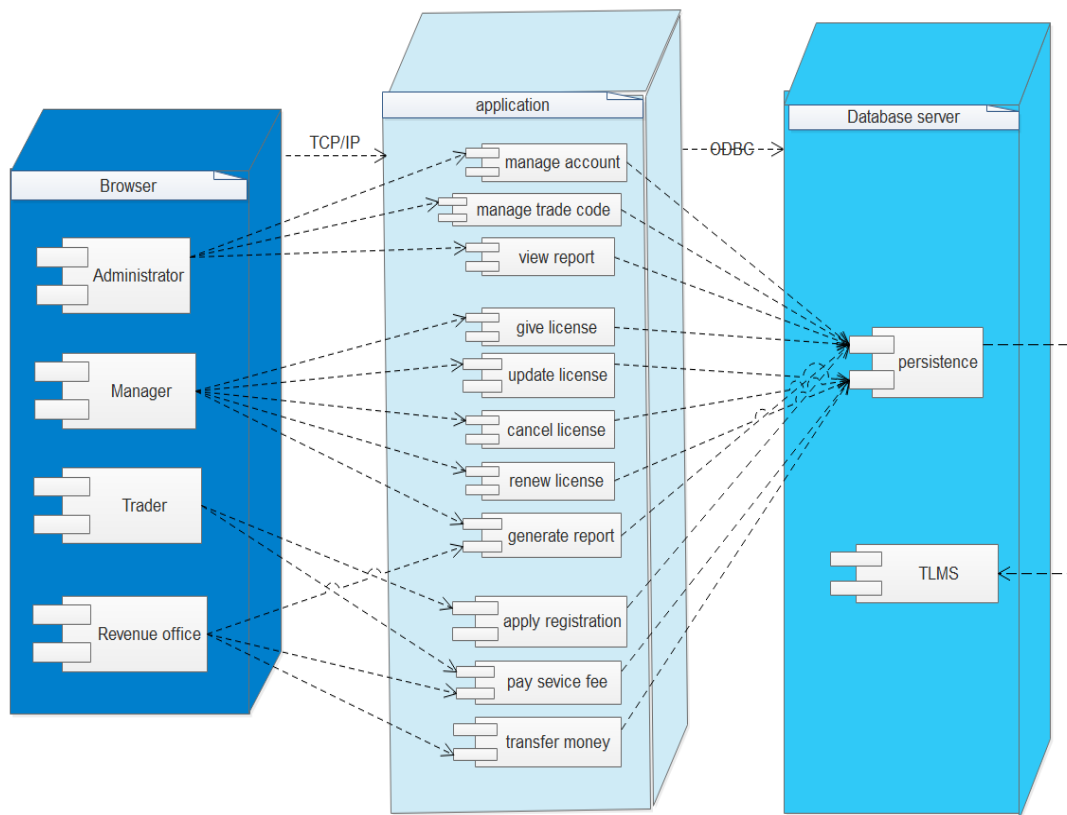 application
Database server
TCP/IP
ODBC
Browser
manage account
manage trade code
view report
Administrator
give license
update license
cancel license
renew license
generate report
Manager
persistence
Trader
TLMS
Revenue office
apply registration
pay sevice fee
transfer money